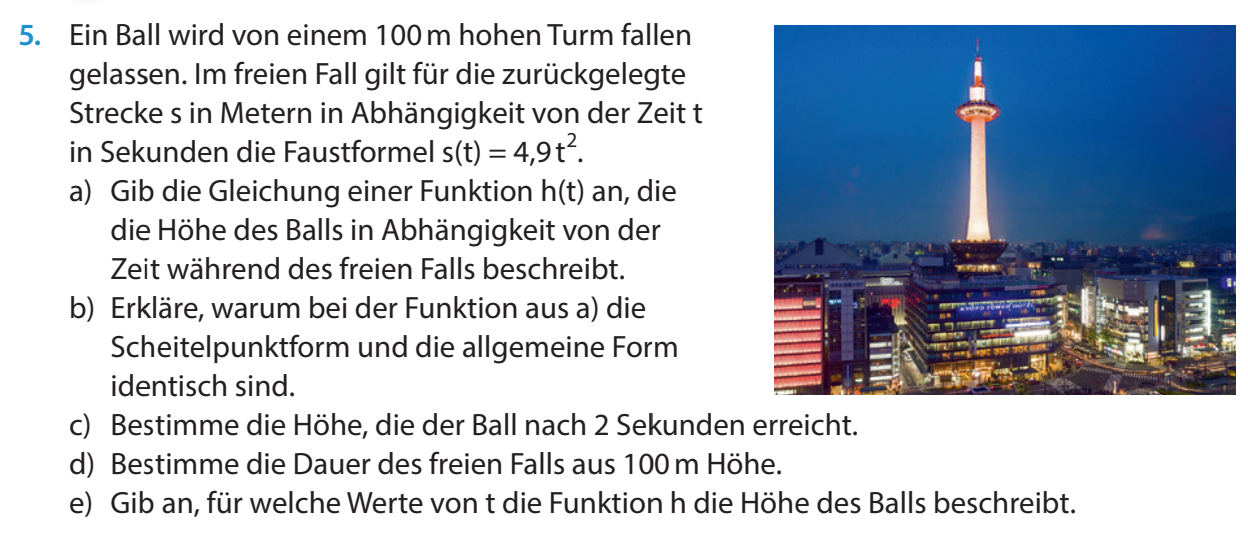 5. Ein Ball wird von einem 100 m hohen Turm fallen
gelassen. Im freien Fall gilt für die zurückgelegte
Strecke s in Metern in Abhängigkeit von der Zeit t
in Sekunden die Faustformel s(t) = 4,9 t².
a) Gib die Gleichung einer Funktion h(t) an, die
die Höhe des Balls in Abhängigkeit von der
Zeit während des freien Falls beschreibt.
b) Erkläre, warum bei der Funktion aus a) die
Scheitelpunktform und die allgemeine Form
identisch sind.
c) Bestimme die Höhe, die der Ball nach 2 Sekunden erreicht.
d) Bestimme die Dauer des freien Falls aus 100 m Höhe.
e) Gib an, für welche Werte von t die Funktion h die Höhe des Balls beschreibt.
KYOTO TOWER HOTEL